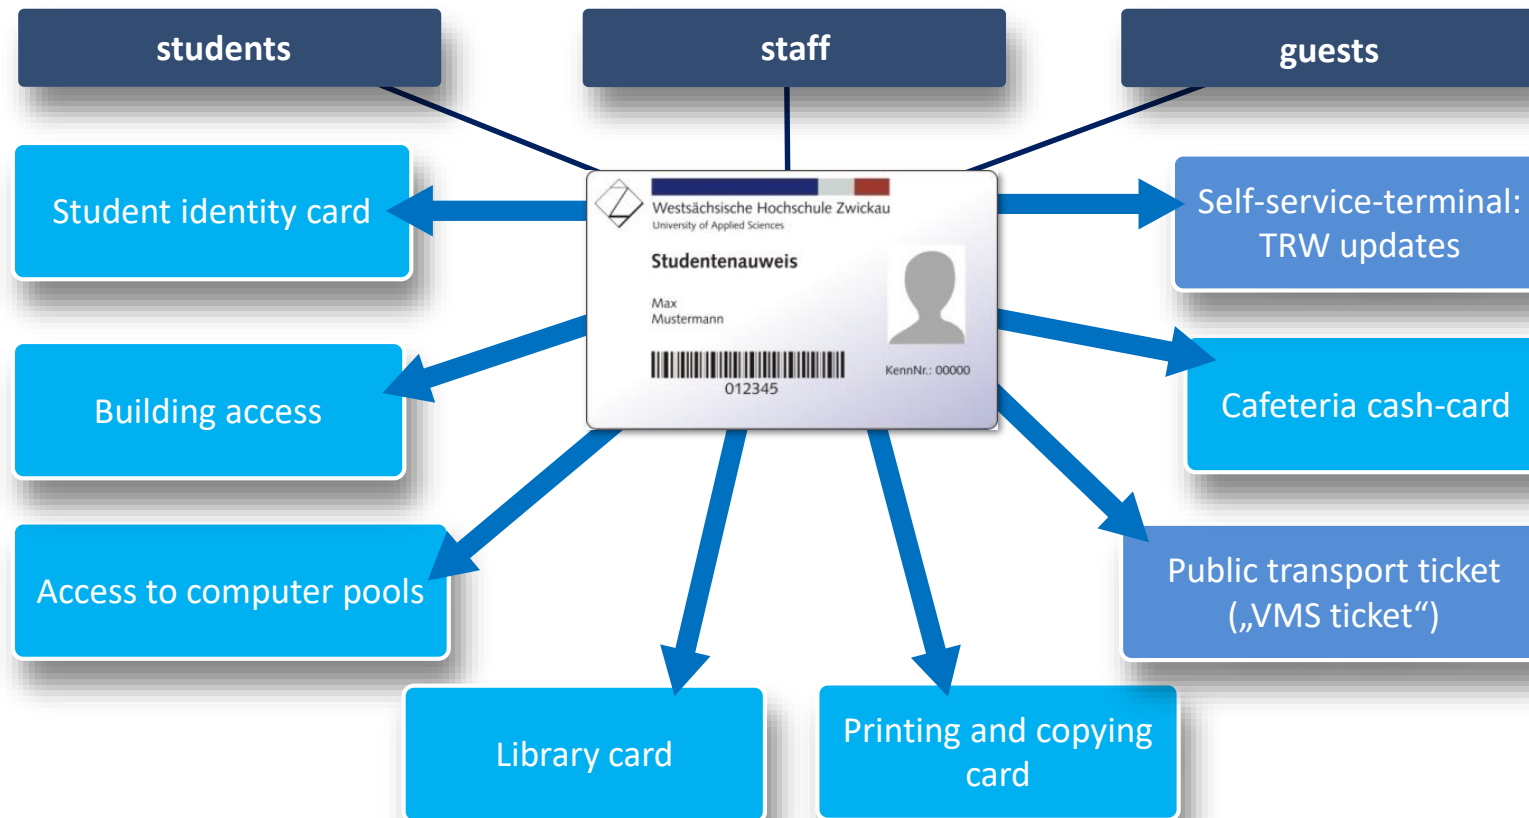 students
staff
guests
Student identity card
Westsächsische Hochschule Zwickau
University of Applied Sciences
Studentenauweis
Max
Mustermann
012345
KennNr.: 00000
Self-service-terminal:
TRW updates
Building access
Cafeteria cash-card
Access to computer pools
Public transport ticket
(„VMS ticket“)
Library card
Printing and copying
card